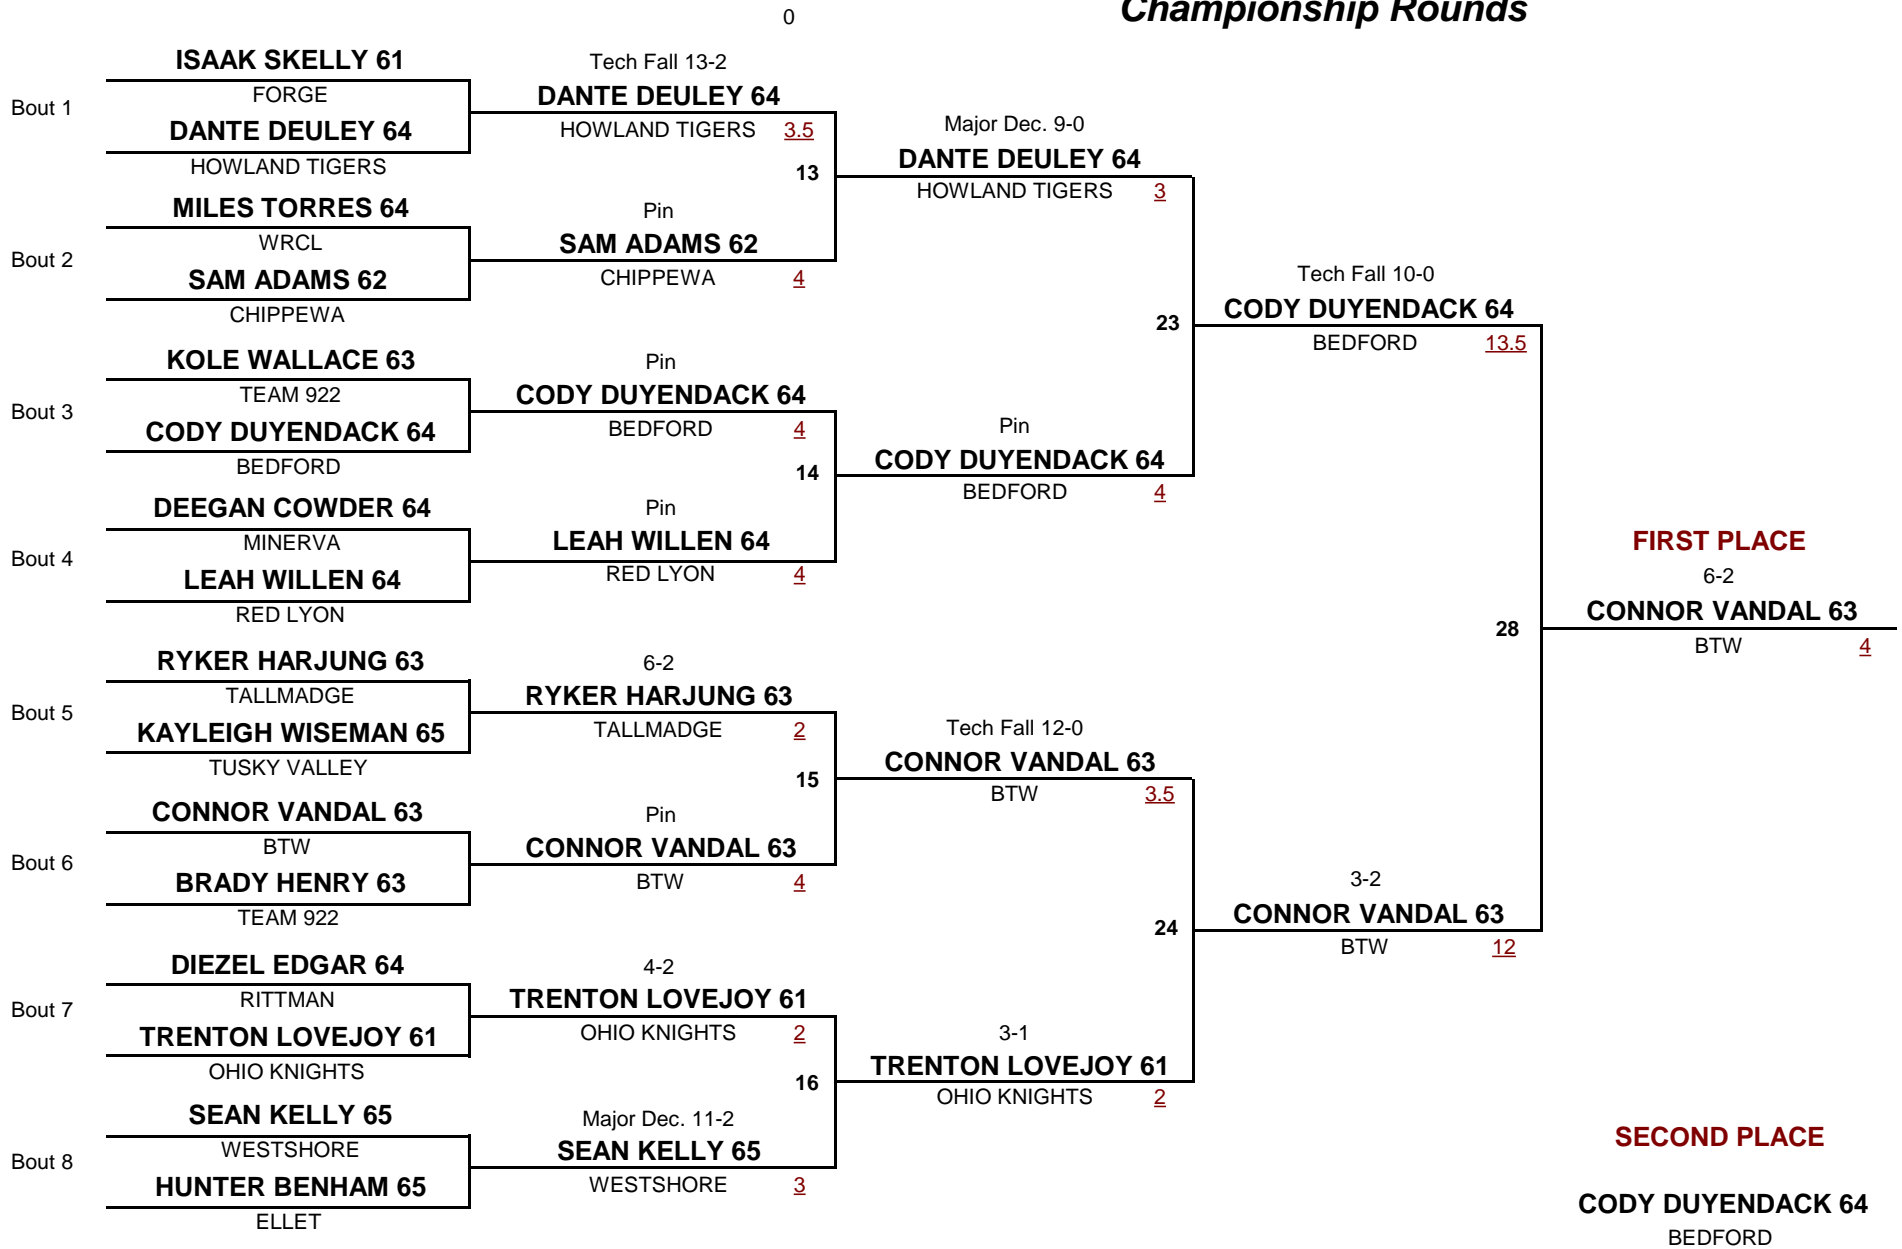 Championship Rounds
0
ISAAK SKELLY 61
Bout 1
FORGE
DANTE DEULEY 64
HOWLAND TIGERS
MILES TORRES 64
Bout 2
WRCL
SAM ADAMS 62
CHIPPEWA
KOLE WALLACE 63
Bout 3
TEAM 922
CODY DUYENDACK 64
BEDFORD
DEEGAN COWDER 64
Bout 4
MINERVA
LEAH WILLEN 64
RED LYON
RYKER HARJUNG 63
Bout 5
TALLMADGE
KAYLEIGH WISEMAN 65
TUSKY VALLEY
CONNOR VANDAL 63
Bout 6
BTW
BRADY HENRY 63
TEAM 922
DIEZEL EDGAR 64
Bout 7
RITTMAN
TRENTON LOVEJOY 61
OHIO KNIGHTS
SEAN KELLY 65
Bout 8
WESTSHORE
HUNTER BENHAM 65
ELLET
Tech Fall 13-2
DANTE DEULEY 64
HOWLAND TIGERS 3.5
13
Pin
SAM ADAMS 62
CHIPPEWA 4
Pin
CODY DUYENDACK 64
BEDFORD 4
14
Pin
LEAH WILLEN 64
RED LYON 4
6-2
RYKER HARJUNG 63
TALLMADGE 2
15
Pin
CONNOR VANDAL 63
BTW 4
4-2
TRENTON LOVEJOY 61
OHIO KNIGHTS 2
16
Major Dec. 11-2
SEAN KELLY 65
WESTSHORE 3
Major Dec. 9-0
DANTE DEULEY 64
HOWLAND TIGERS 3
23
Pin
CODY DUYENDACK 64
BEDFORD 4
Tech Fall 12-0
CONNOR VANDAL 63
BTW 3.5
24
3-1
TRENTON LOVEJOY 61
OHIO KNIGHTS 2
Tech Fall 10-0
CODY DUYENDACK 64
BEDFORD 13.5
28
3-2
CONNOR VANDAL 63
BTW 12
FIRST PLACE
6-2
CONNOR VANDAL 63
BTW 4
SECOND PLACE
CODY DUYENDACK 64
BEDFORD